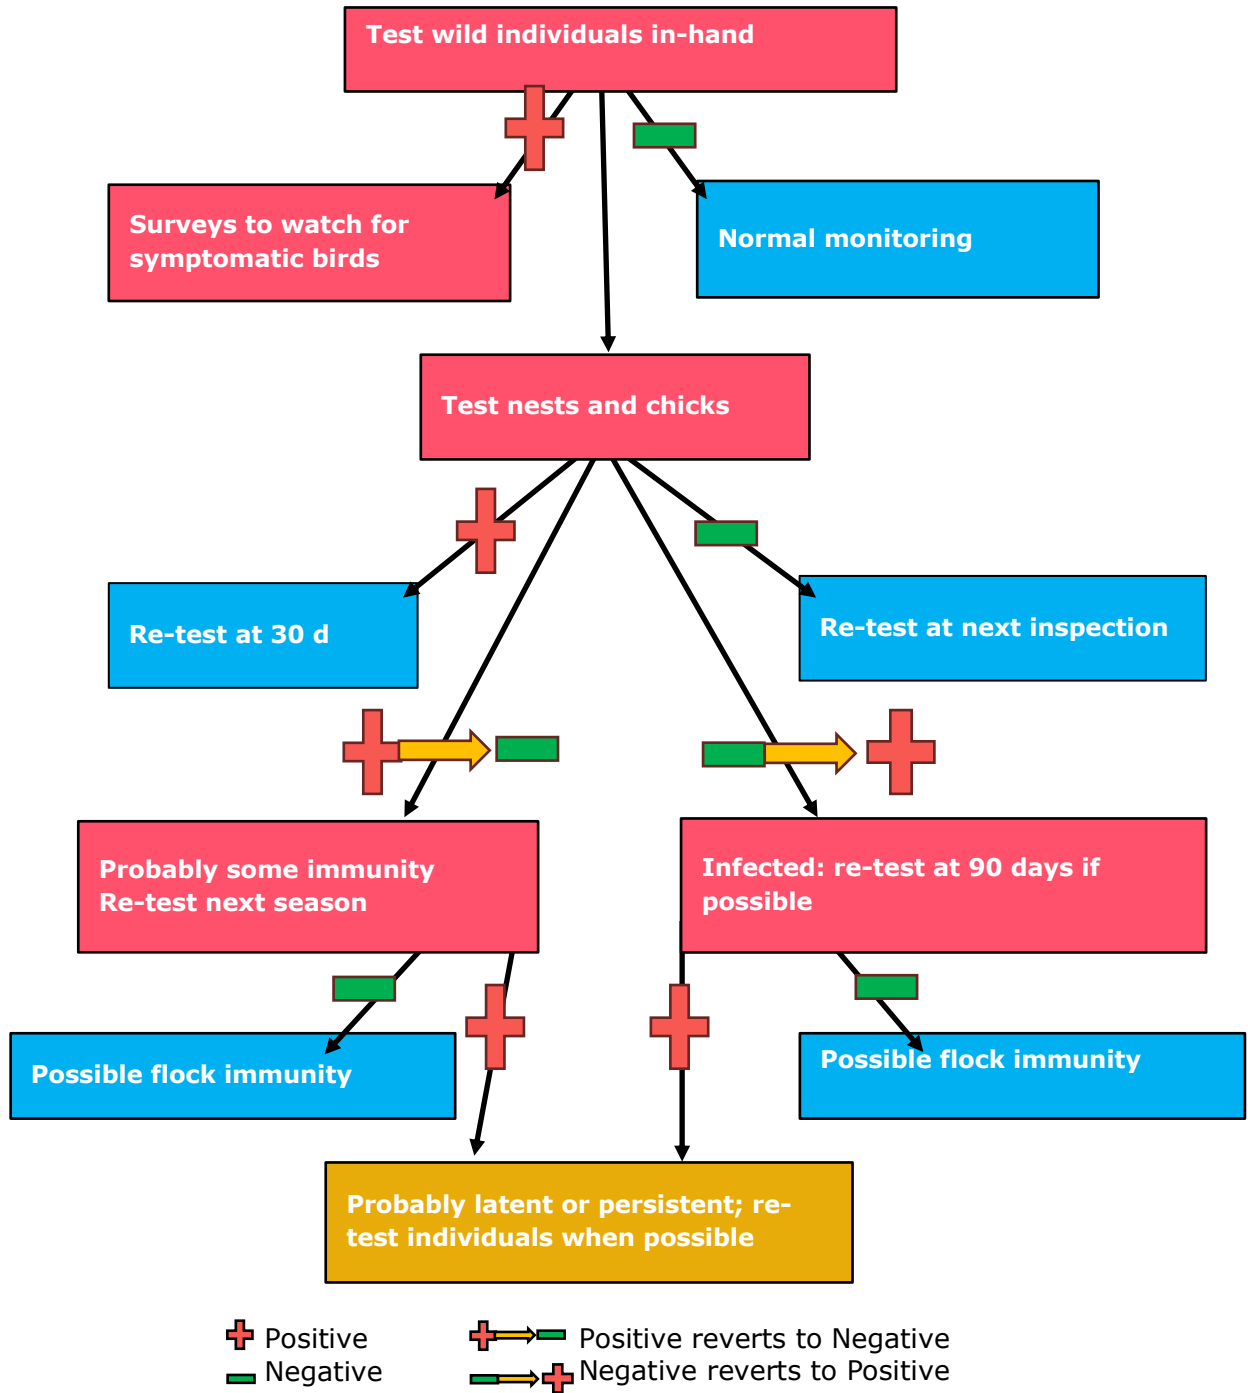 Test wild individuals in-hand
Surveys to watch for
symptomatic birds
Normal monitoring
Test nests and chicks
Re-test at 30 d
Re-test at next inspection
Probably some immunity
Re-test next season
Infected: re-test at 90 days if
possible
Possible flock immunity
Possible flock immunity
Probably latent or persistent; re-
test individuals when possible
Positive
Negative
Positive reverts to Negative
Negative reverts to Positive